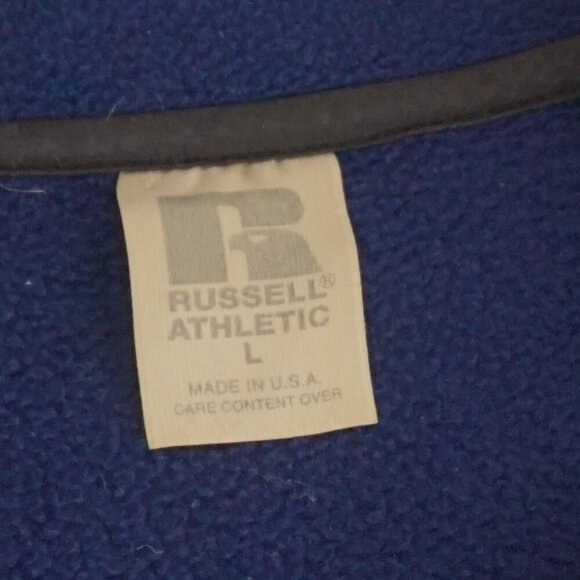 R
RUSSELL®
ATHLETIC
L
MADE IN U.S.A.
CARE CONTENT OVER